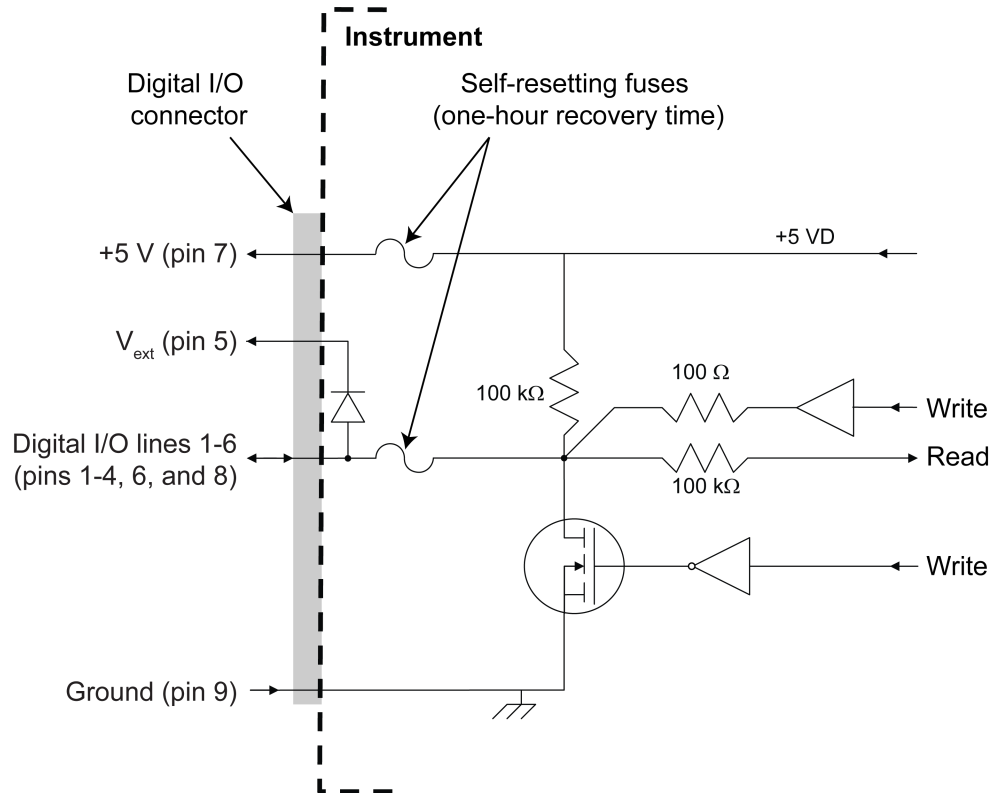 Instrument
Digital I/O
connector
Self-resetting fuses
(one-hour recovery time)
+5 V (pin 7)
+5 VD
Vext (pin 5)
100 kΩ
100 Ω
Write
Digital I/O lines 1-6
(pins 1-4, 6, and 8)
Read
100 kΩ
Write
Ground (pin 9)